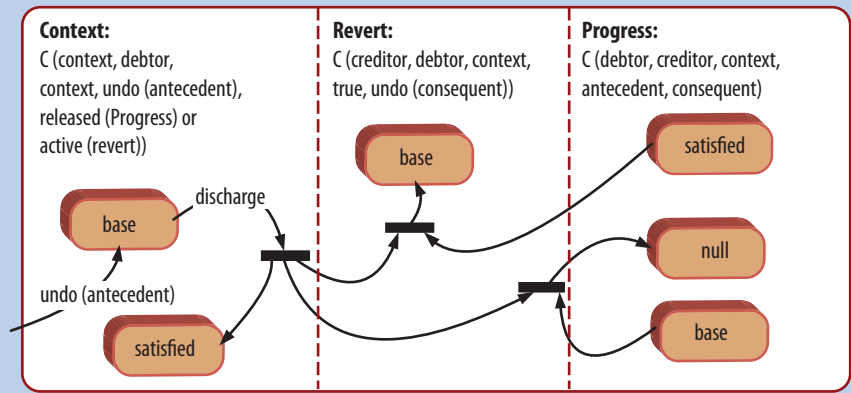 Context:
C (context, debtor,
context, undo (antecedent),
released (Progress) or
active (revert))
base
discharge
undo (antecedent)
satisfied
Revert:
C (creditor, debtor, context,
true, undo (consequent))
base
Progress:
C (debtor, creditor, context,
antecedent, consequent)
satisfied
null
base